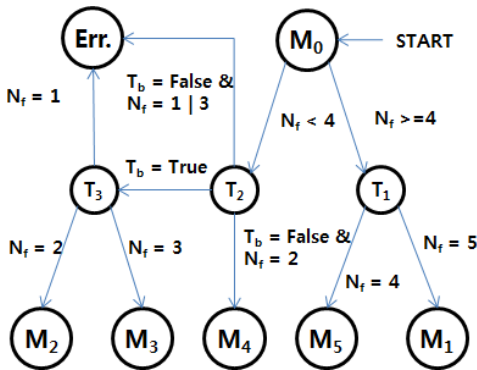 Err.
M0
START
Tb = False &
Nf = 1 | 3
Nf = 1
Nf < 4
Nf >=4
Tb = True
T3
T2
T1
Tb = False &
Nf = 2
Nf = 2
Nf = 3
Nf = 4
Nf = 5
M2
M3
M4
M5
M1